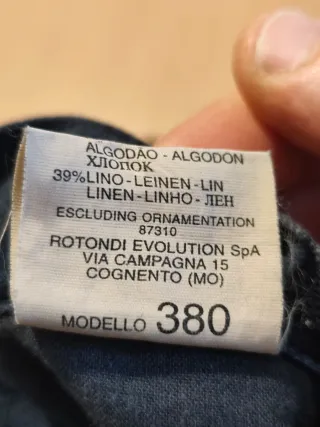 ALGODÃO - ALGODON
ХЛОПОК
39%LINO-LEINEN-LIN
LINEN-LINHO-ЛЕН
ESCLUDING ORNAMENTATION
87310
ROTONDI EVOLUTION SpA
VIA CAMPAGNA 15
COGNENTO (MO)
MODELLO 380